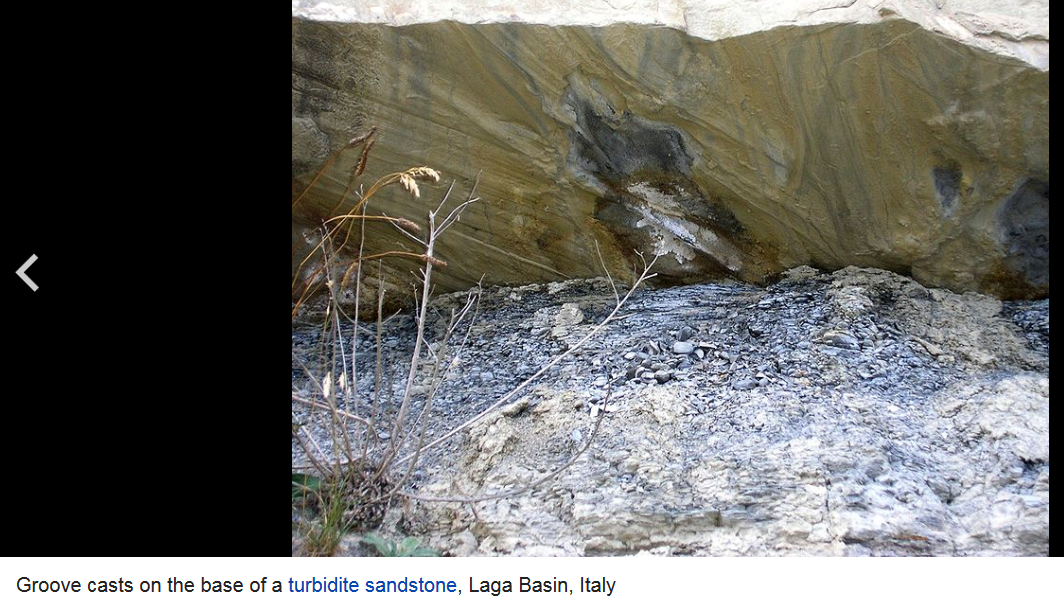 Groove casts on the base of a turbidite sandstone, Laga Basin, Italy